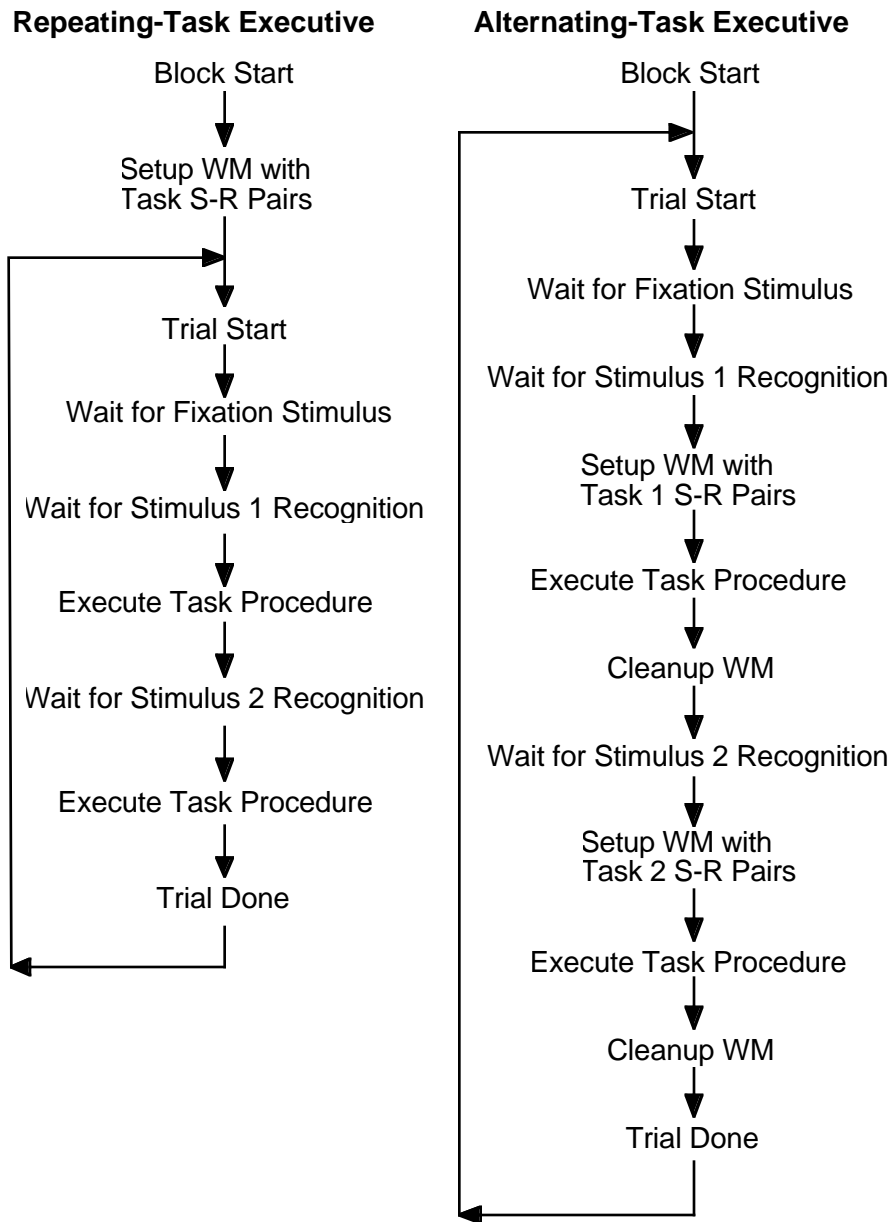 Repeating-Task Executive
Block Start
Setup WM with
Task S-R Pairs
Trial Start
Wait for Fixation Stimulus
Wait for Stimulus 1 Recognition
Execute Task Procedure
Wait for Stimulus 2 Recognition
Execute Task Procedure
Trial Done
Alternating-Task Executive
Block Start
Trial Start
Wait for Fixation Stimulus
Wait for Stimulus 1 Recognition
Setup WM with
Task 1 S-R Pairs
Execute Task Procedure
Cleanup WM
Wait for Stimulus 2 Recognition
Setup WM with
Task 2 S-R Pairs
Execute Task Procedure
Cleanup WM
Trial Done